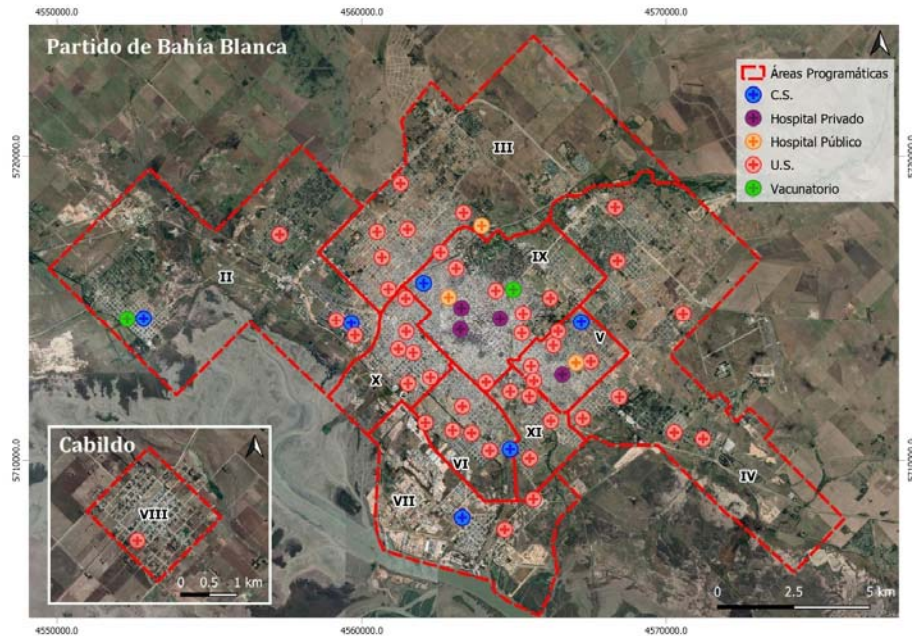 4550000.0
4560000.0
4570000.0
Partido de Bahía Blanca
Áreas Programáticas
C.S.
Hospital Privado
Hospital Público
U.S.
Vacunatorio
5720000.0
5720000.0
III
IX
II
V
X
XI
VI
IV
VII
5710000.0
5710000.0
Cabildo
VIII
0 0.5 1 km
0 2.5 5 km
4550000.0
4560000.0
4570000.0